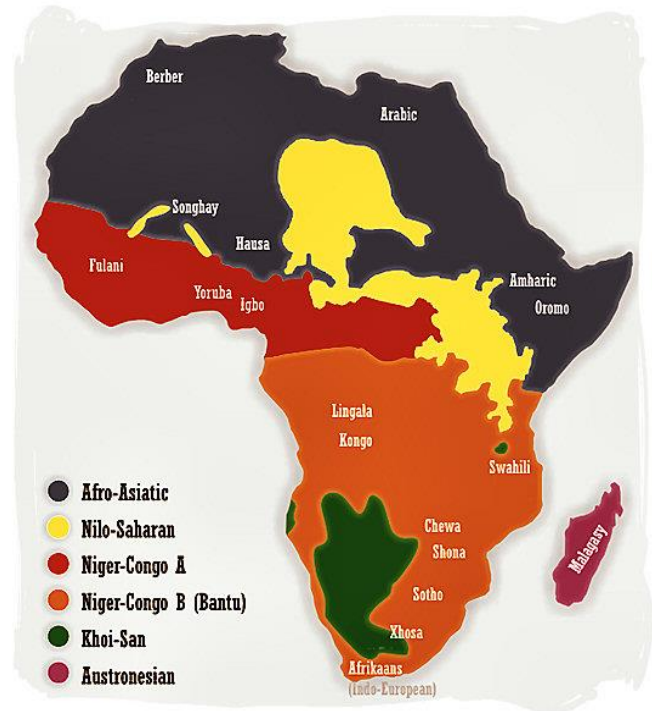 Berber
Arabic
Songhay
Hausa
Fulani
Yoruba
Igbo
Amharic
Oromo
Lingala
Kongo
Swahili
Chewa
Shona
Sotho
Xhosa
Afrikaans
(Indo-European)
Malagasy
Afro-Asiatic
Nilo-Saharan
Niger-Congo A
Niger-Congo B (Bantu)
Khoi-San
Austronesian